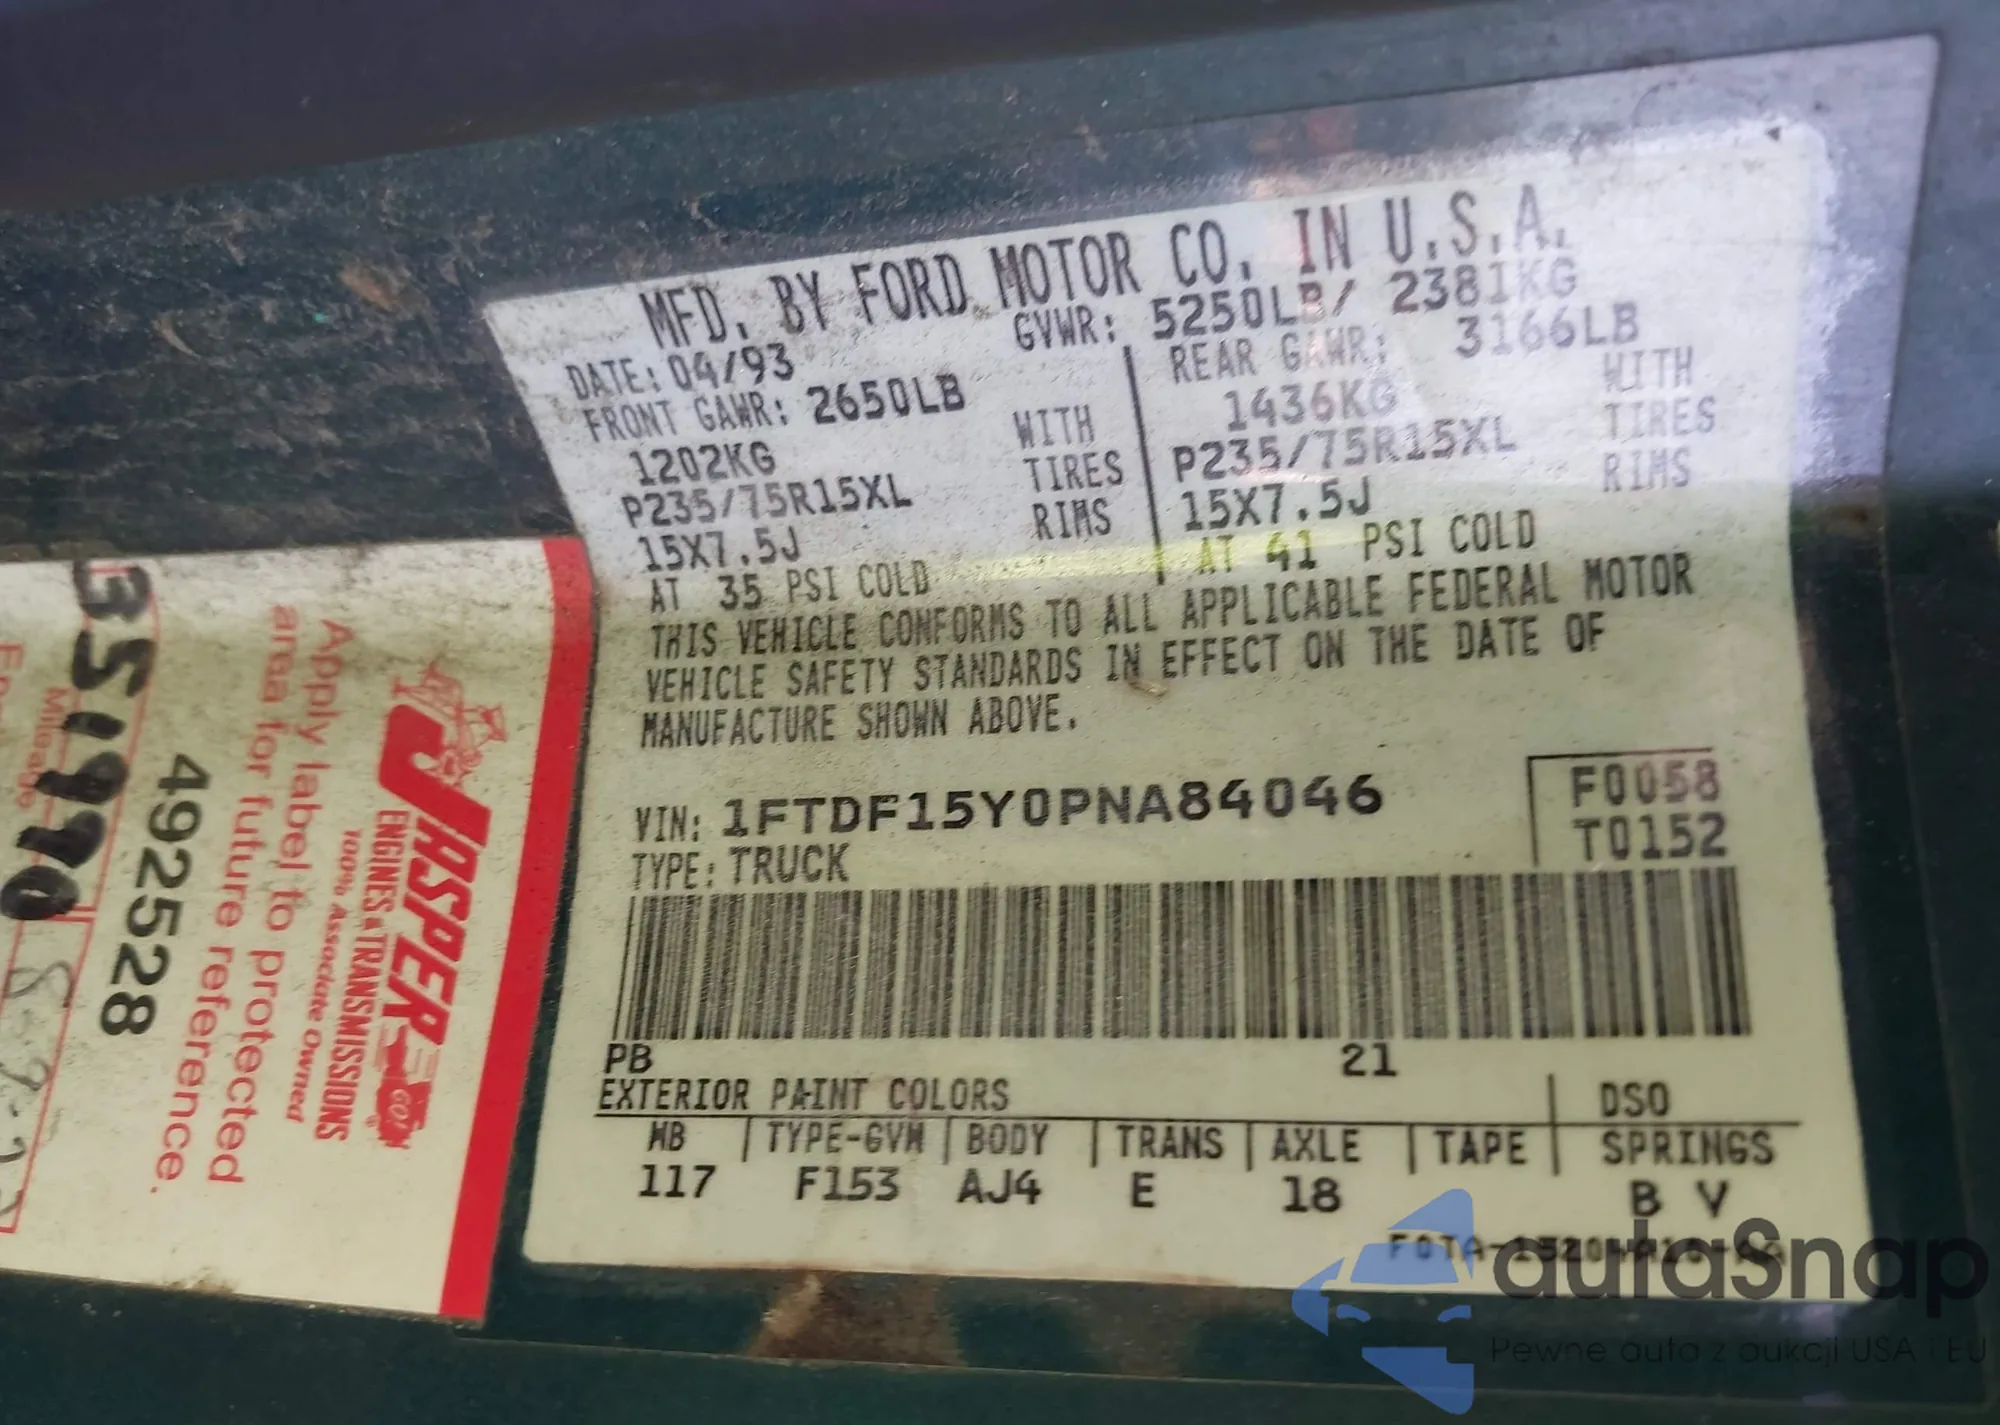 MFD. BY FORD MOTOR CO. IN U.S.A.
DATE: 04/93 GVWR: 5250LB/ 2381KG
FRONT GAWR: 2650LB REAR GAWR: 3166LB
1202KG WITH 1436KG WITH
P235/75R15XL TIRES P235/75R15XL TIRES
15X7.5J RIMS 15X7.5J RIMS
AT 35 PSI COLD AT 41 PSI COLD
THIS VEHICLE CONFORMS TO ALL APPLICABLE FEDERAL MOTOR
VEHICLE SAFETY STANDARDS IN EFFECT ON THE DATE OF
MANUFACTURE SHOWN ABOVE.
VIN: 1FTDF15Y0PNA84046 F0058
TYPE: TRUCK T0152
PB 21
EXTERIOR PAINT COLORS DSO
WB TYPE-GVM BODY TRANS AXLE TAPE SPRINGS
117 F153 AJ4 E 18 B V
JASPER
ENGINES & TRANSMISSIONS
100% Associate Owned
Apply label to protected
area for future reference.
492528
Mileage
autaSnap
Pewne auta z aukcji USA i EU